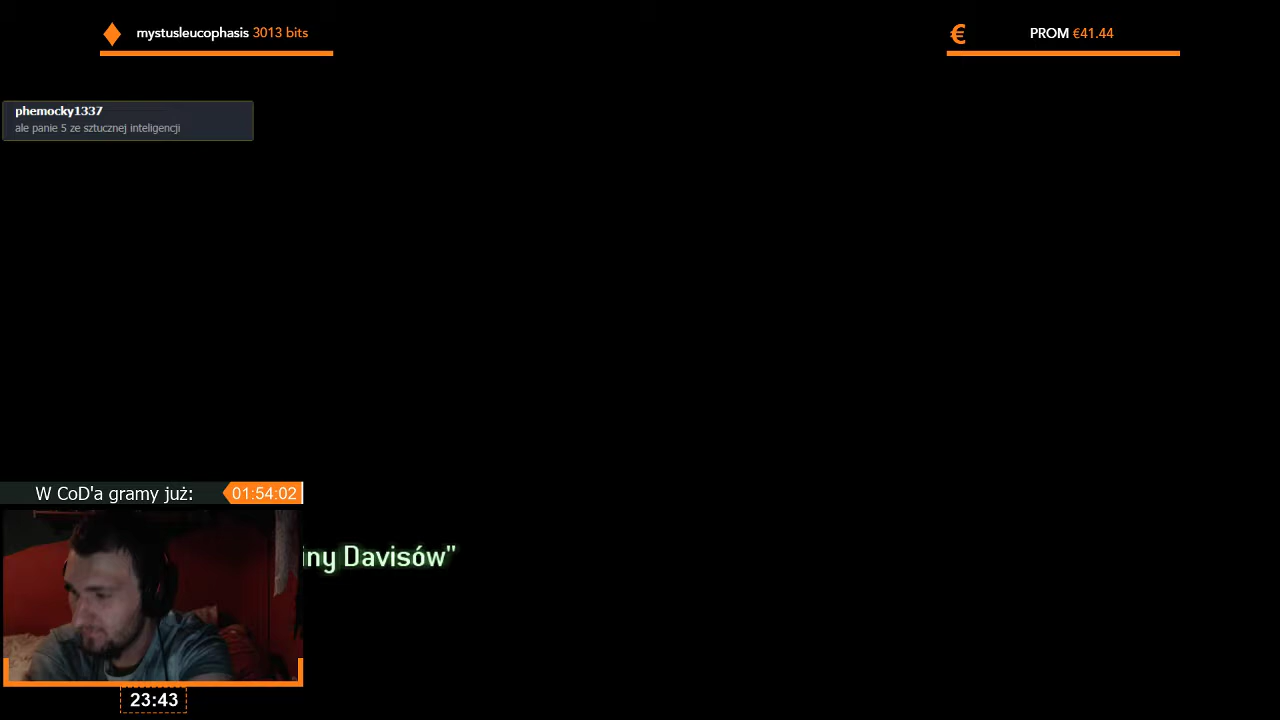 mystusleucophasis 3013 bits
€ PROM €41.44
phemocky1337
ale panie 5 ze sztucznej inteligencji
W CoD'a gramy już: 01:54:02
iny Davisów"
23:43